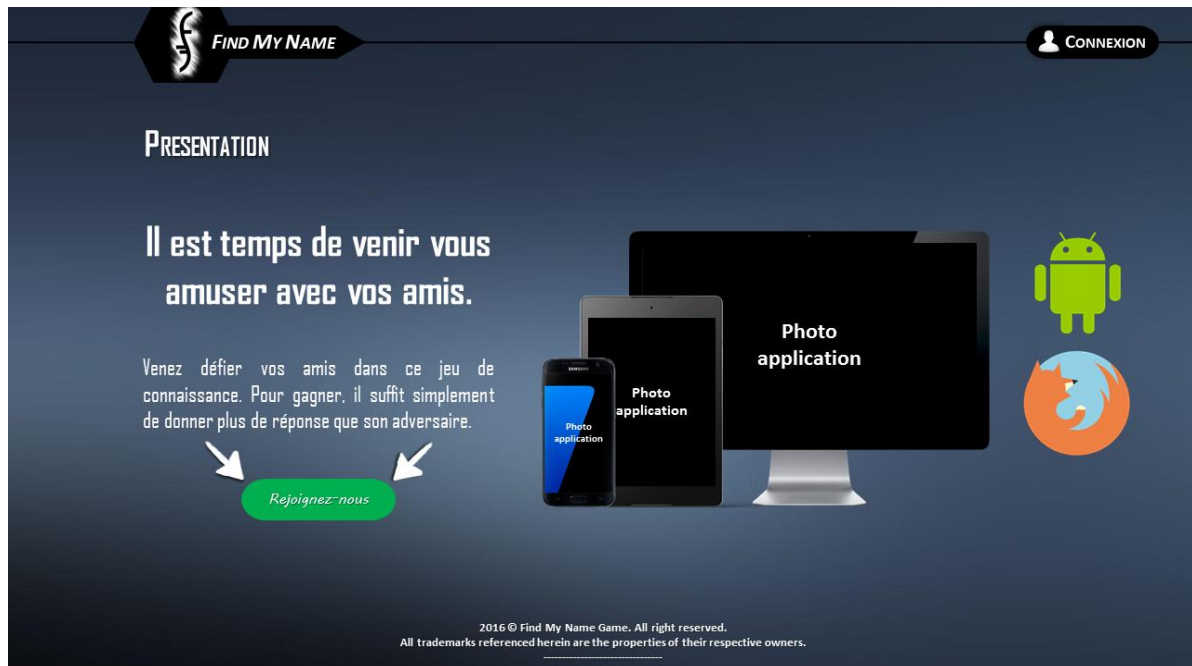 FIND MY NAME
CONNEXION
PRESENTATION
Il est temps de venir vous
amuser avec vos amis.
Venez défier vos amis dans ce jeu de
connaissance. Pour gagner, il suffit simplement
de donner plus de réponse que son adversaire.
Rejoignez-nous
SAMSUNG
Photo
application
Photo
application
Photo
application
2016 © Find My Name Game. All right reserved.
All trademarks referenced herein are the properties of their respective owners.
--------------------------------